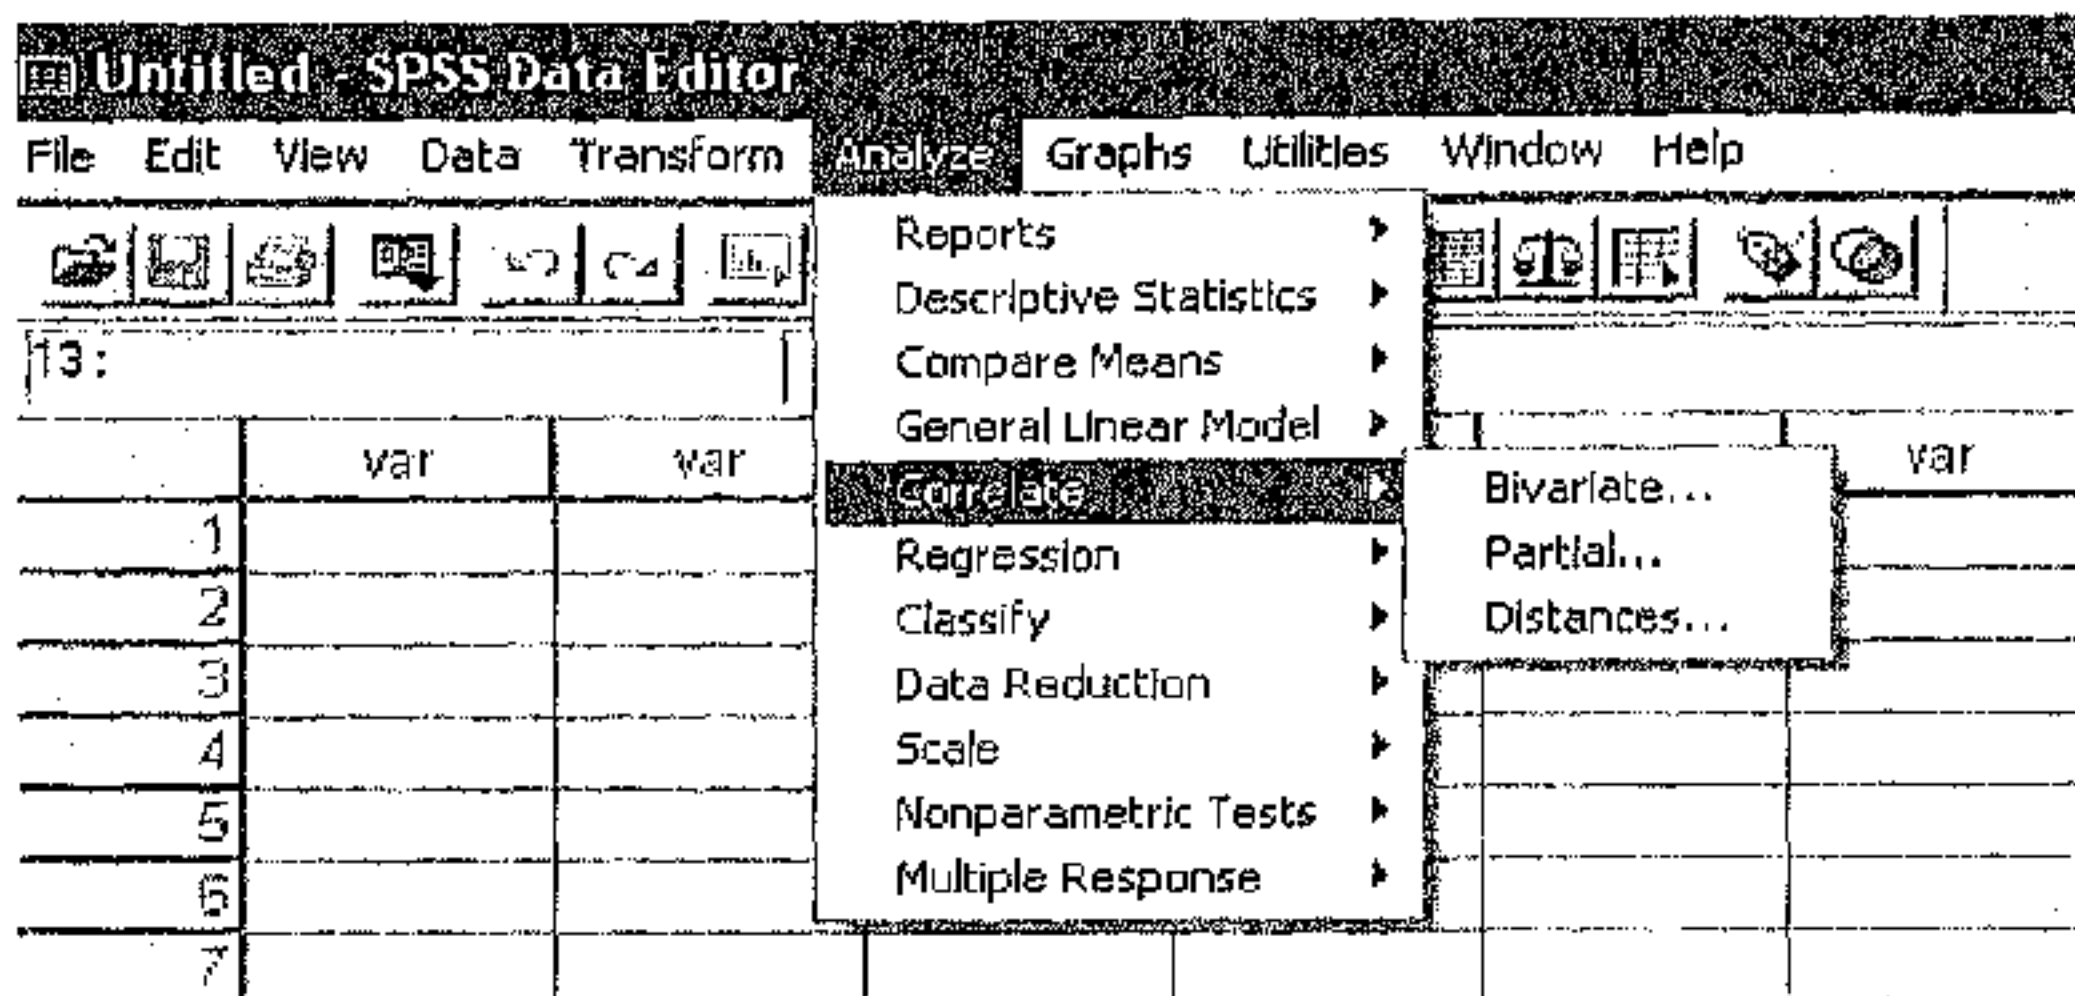 Untitled - SPSS Data Editor
File Edit View Data Transform Analyze Graphs Utilities Window Help
Reports
Descriptive Statistics
13:
Compare Means
General Linear Model
var var var
Correlate
Bivariate...
1
Regression
Partial...
2
Classify
Distances...
3
Data Reduction
4
Scale
5
Nonparametric Tests
6
Multiple Response
7